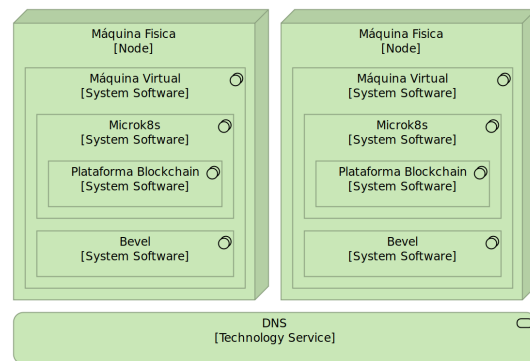 Máquina Fisica
[Node]
Máquina Virtual
[System Software]
Microk8s
[System Software]
Plataforma Blockchain
[System Software]
Bevel
[System Software]
Máquina Fisica
[Node]
Máquina Virtual
[System Software]
Microk8s
[System Software]
Plataforma Blockchain
[System Software]
Bevel
[System Software]
DNS
[Technology Service]